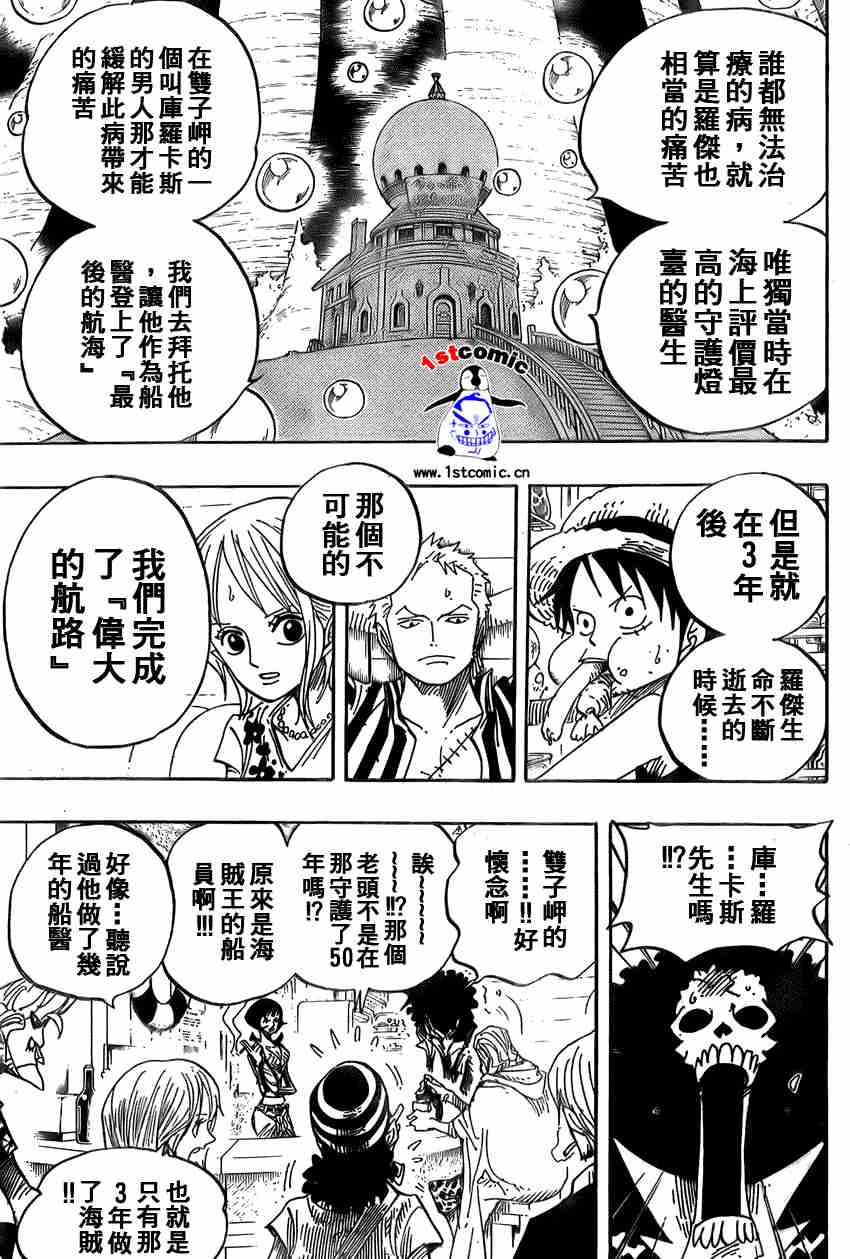 誰都無法治
療的病，就
算是羅傑也
相當的痛苦
唯獨當時在
海上評價最
高的守護燈
臺的醫生
在雙子岬的一
個叫庫羅卡斯
的男人那才能
緩解此病帶來
的痛苦
我們去拜托他
，讓他作為船
醫登上了『最
後的航海』
1stcomic
www.1stcomic.cn
但是就
在3年
後
羅傑生
命不斷
逝去的
時候……
那個不
可能的
我們完成
了『偉大
的航路』
庫…羅
……卡斯
先生嗎
!!?
雙子岬的
……!!好
懷念啊
誒~~~~~
~~~!!?那個
老頭不是在
那守護了50
年嗎!?
原來是海
賊王的船
員啊!!!
好像…聽說
過他做了幾
年的船醫
也就是
只有那
3年做
了海賊
!!